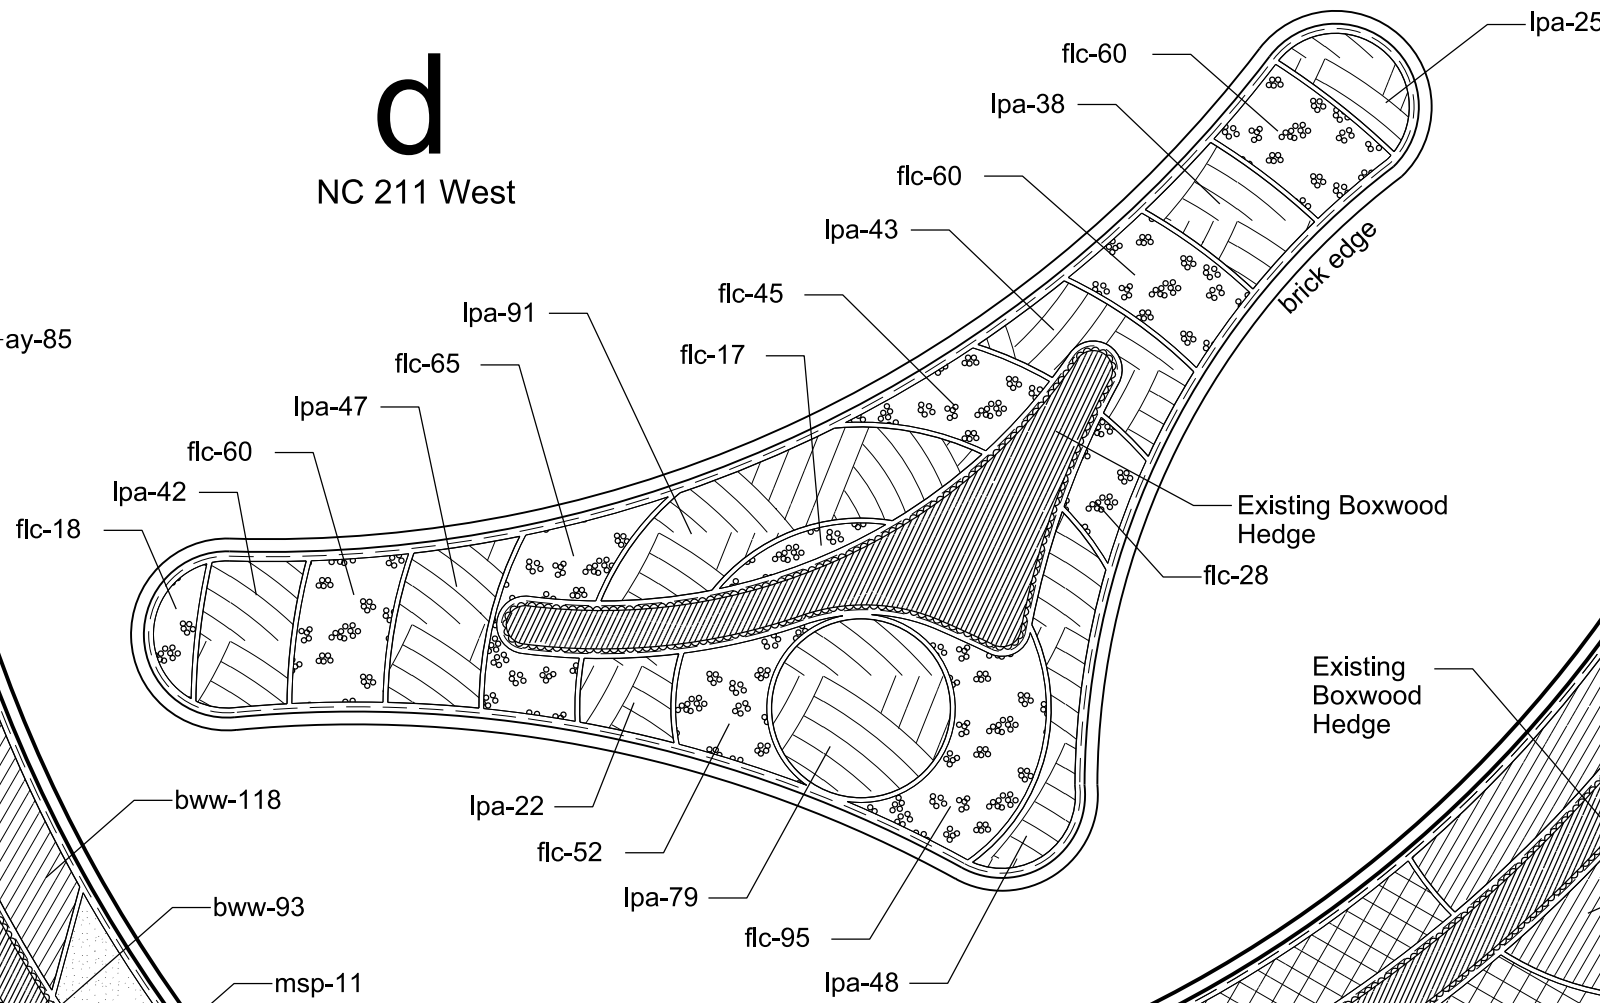 d
NC 211 West
lpa-25
flc-60
lpa-38
flc-60
lpa-43
flc-45
lpa-91
flc-17
ay-85
flc-65
lpa-47
flc-60
lpa-42
flc-18
brick edge
Existing Boxwood
Hedge
flc-28
Existing
Boxwood
Hedge
bww-118
lpa-22
flc-52
lpa-79
bww-93
flc-95
msp-11
lpa-48